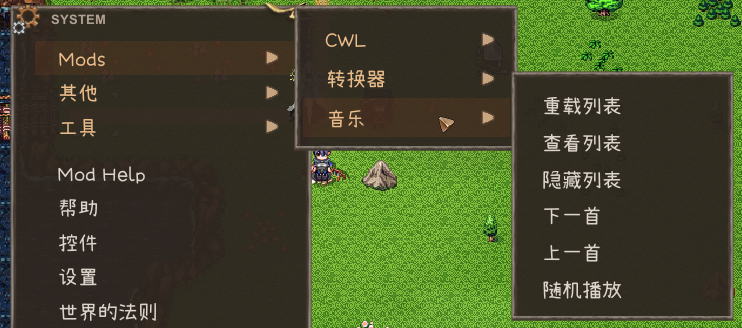 SYSTEM
Mods
其他
工具
Mod Help
帮助
控件
设置
世界的法则
CWL
转换器
音乐
重载列表
查看列表
隐藏列表
下一首
上一首
随机播放